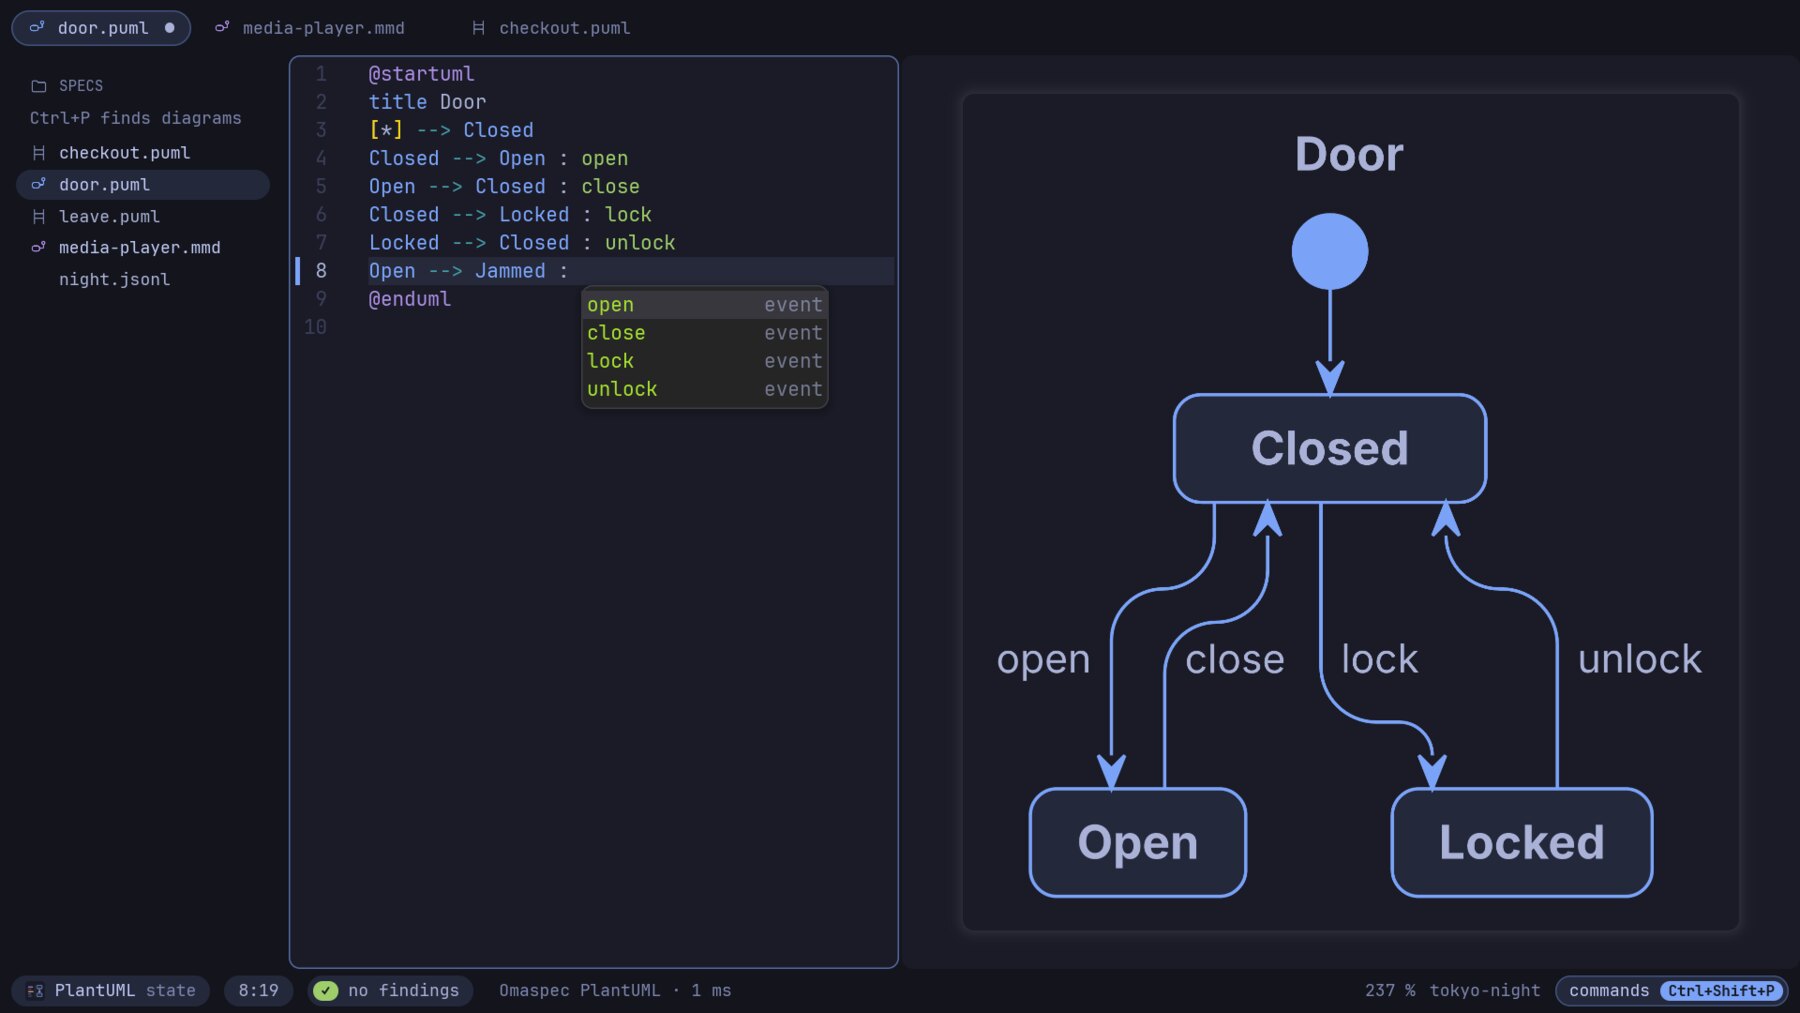 door.puml
media-player.mmd
checkout.puml
SPECS
Ctrl+P finds diagrams
checkout.puml
door.puml
leave.puml
media-player.mmd
night.jsonl
1 @startuml
2 title Door
3 [*] --> Closed
4 Closed --> Open : open
5 Open --> Closed : close
6 Closed --> Locked : lock
7 Locked --> Closed : unlock
8 Open --> Jammed :
9 @enduml
10
open event
close event
lock event
unlock event
Door
Closed
open close lock unlock
Open Locked
PlantUML state 8:19 no findings Omaspec PlantUML · 1 ms 237 % tokyo-night commands Ctrl+Shift+P